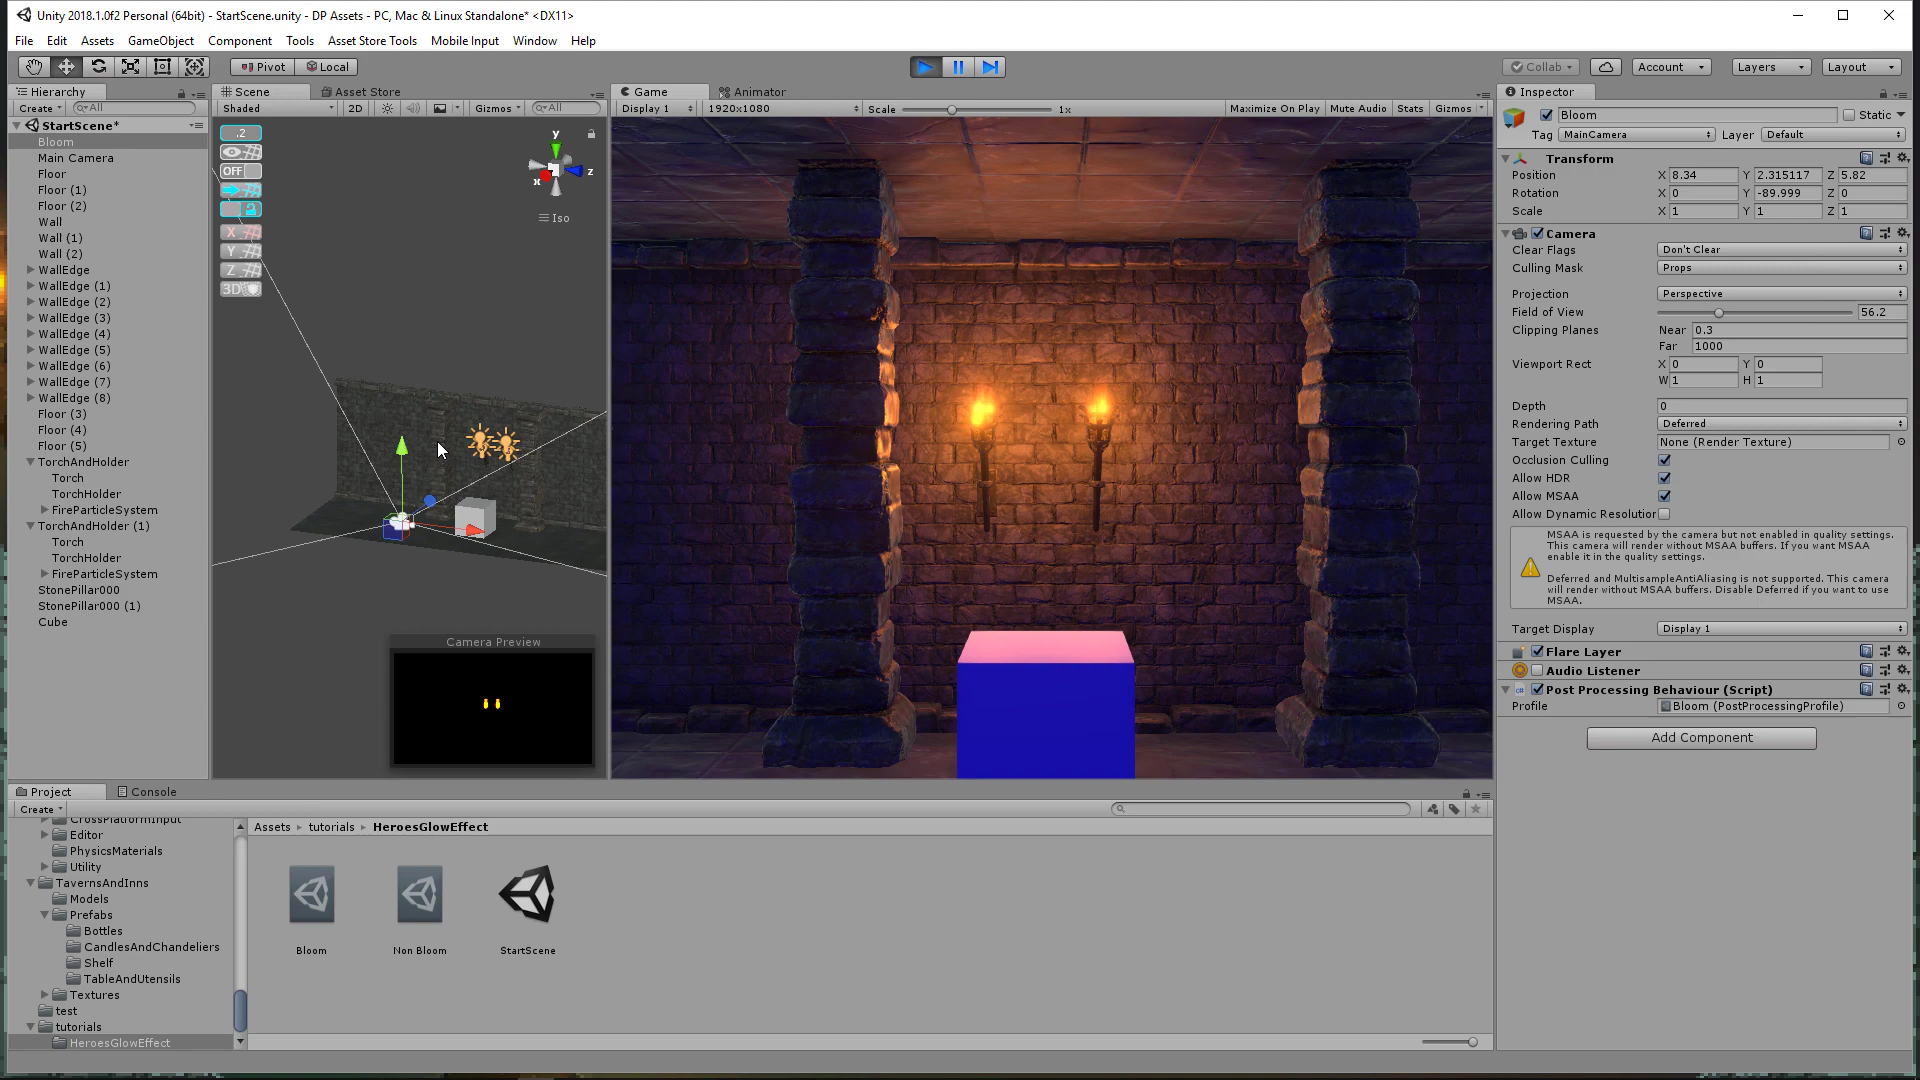 Unity 2018.1.0f2 Personal (64bit) - StartScene.unity - DP Assets - PC, Mac & Linux Standalone* <DX11>
File Edit Assets GameObject Component Tools Asset Store Tools Mobile Input Window Help
Pivot Local Collab Account Layers Layout
Hierarchy
Create All
StartScene*
Bloom
Main Camera
Floor
Floor (1)
Floor (2)
Wall
Wall (1)
Wall (2)
WallEdge
WallEdge (1)
WallEdge (2)
WallEdge (3)
WallEdge (4)
WallEdge (5)
WallEdge (6)
WallEdge (7)
WallEdge (8)
Floor (3)
Floor (4)
Floor (5)
TorchAndHolder
Torch
TorchHolder
FireParticleSystem
TorchAndHolder (1)
Torch
TorchHolder
FireParticleSystem
StonePillar000
StonePillar000 (1)
Cube
Scene Asset Store
Shaded 2D Gizmos All
.2
OFF
X
Y
Z
3D
y
x
z
Iso
Camera Preview
Game Animator
Display 1 1920x1080 Scale 1x Maximize On Play Mute Audio Stats Gizmos
Inspector
Bloom Static
Tag MainCamera Layer Default
Transform
Position X 8.34 Y 2.315117 Z 5.82
Rotation X 0 Y -89.999 Z 0
Scale X 1 Y 1 Z 1
Camera
Clear Flags Don't Clear
Culling Mask Props
Projection Perspective
Field of View 56.2
Clipping Planes Near 0.3
Far 1000
Viewport Rect X 0 Y 0
W 1 H 1
Depth 0
Rendering Path Deferred
Target Texture None (Render Texture)
Occlusion Culling
Allow HDR
Allow MSAA
Allow Dynamic Resolution
MSAA is requested by the camera but not enabled in quality settings.
This camera will render without MSAA buffers. If you want MSAA
enable it in the quality settings.
Deferred and MultisampleAntiAliasing is not supported. This camera
will render without MSAA buffers. Disable Deferred if you want to use
MSAA.
Target Display Display 1
Flare Layer
Audio Listener
Post Processing Behaviour (Script)
Profile Bloom (PostProcessingProfile)
Add Component
Project Console
Create
CrossPlatformInput
Editor
PhysicsMaterials
Utility
TavernsAndInns
Models
Prefabs
Bottles
CandlesAndChandeliers
Shelf
TableAndUtensils
Textures
test
tutorials
HeroesGlowEffect
Assets tutorials HeroesGlowEffect
Bloom Non Bloom StartScene